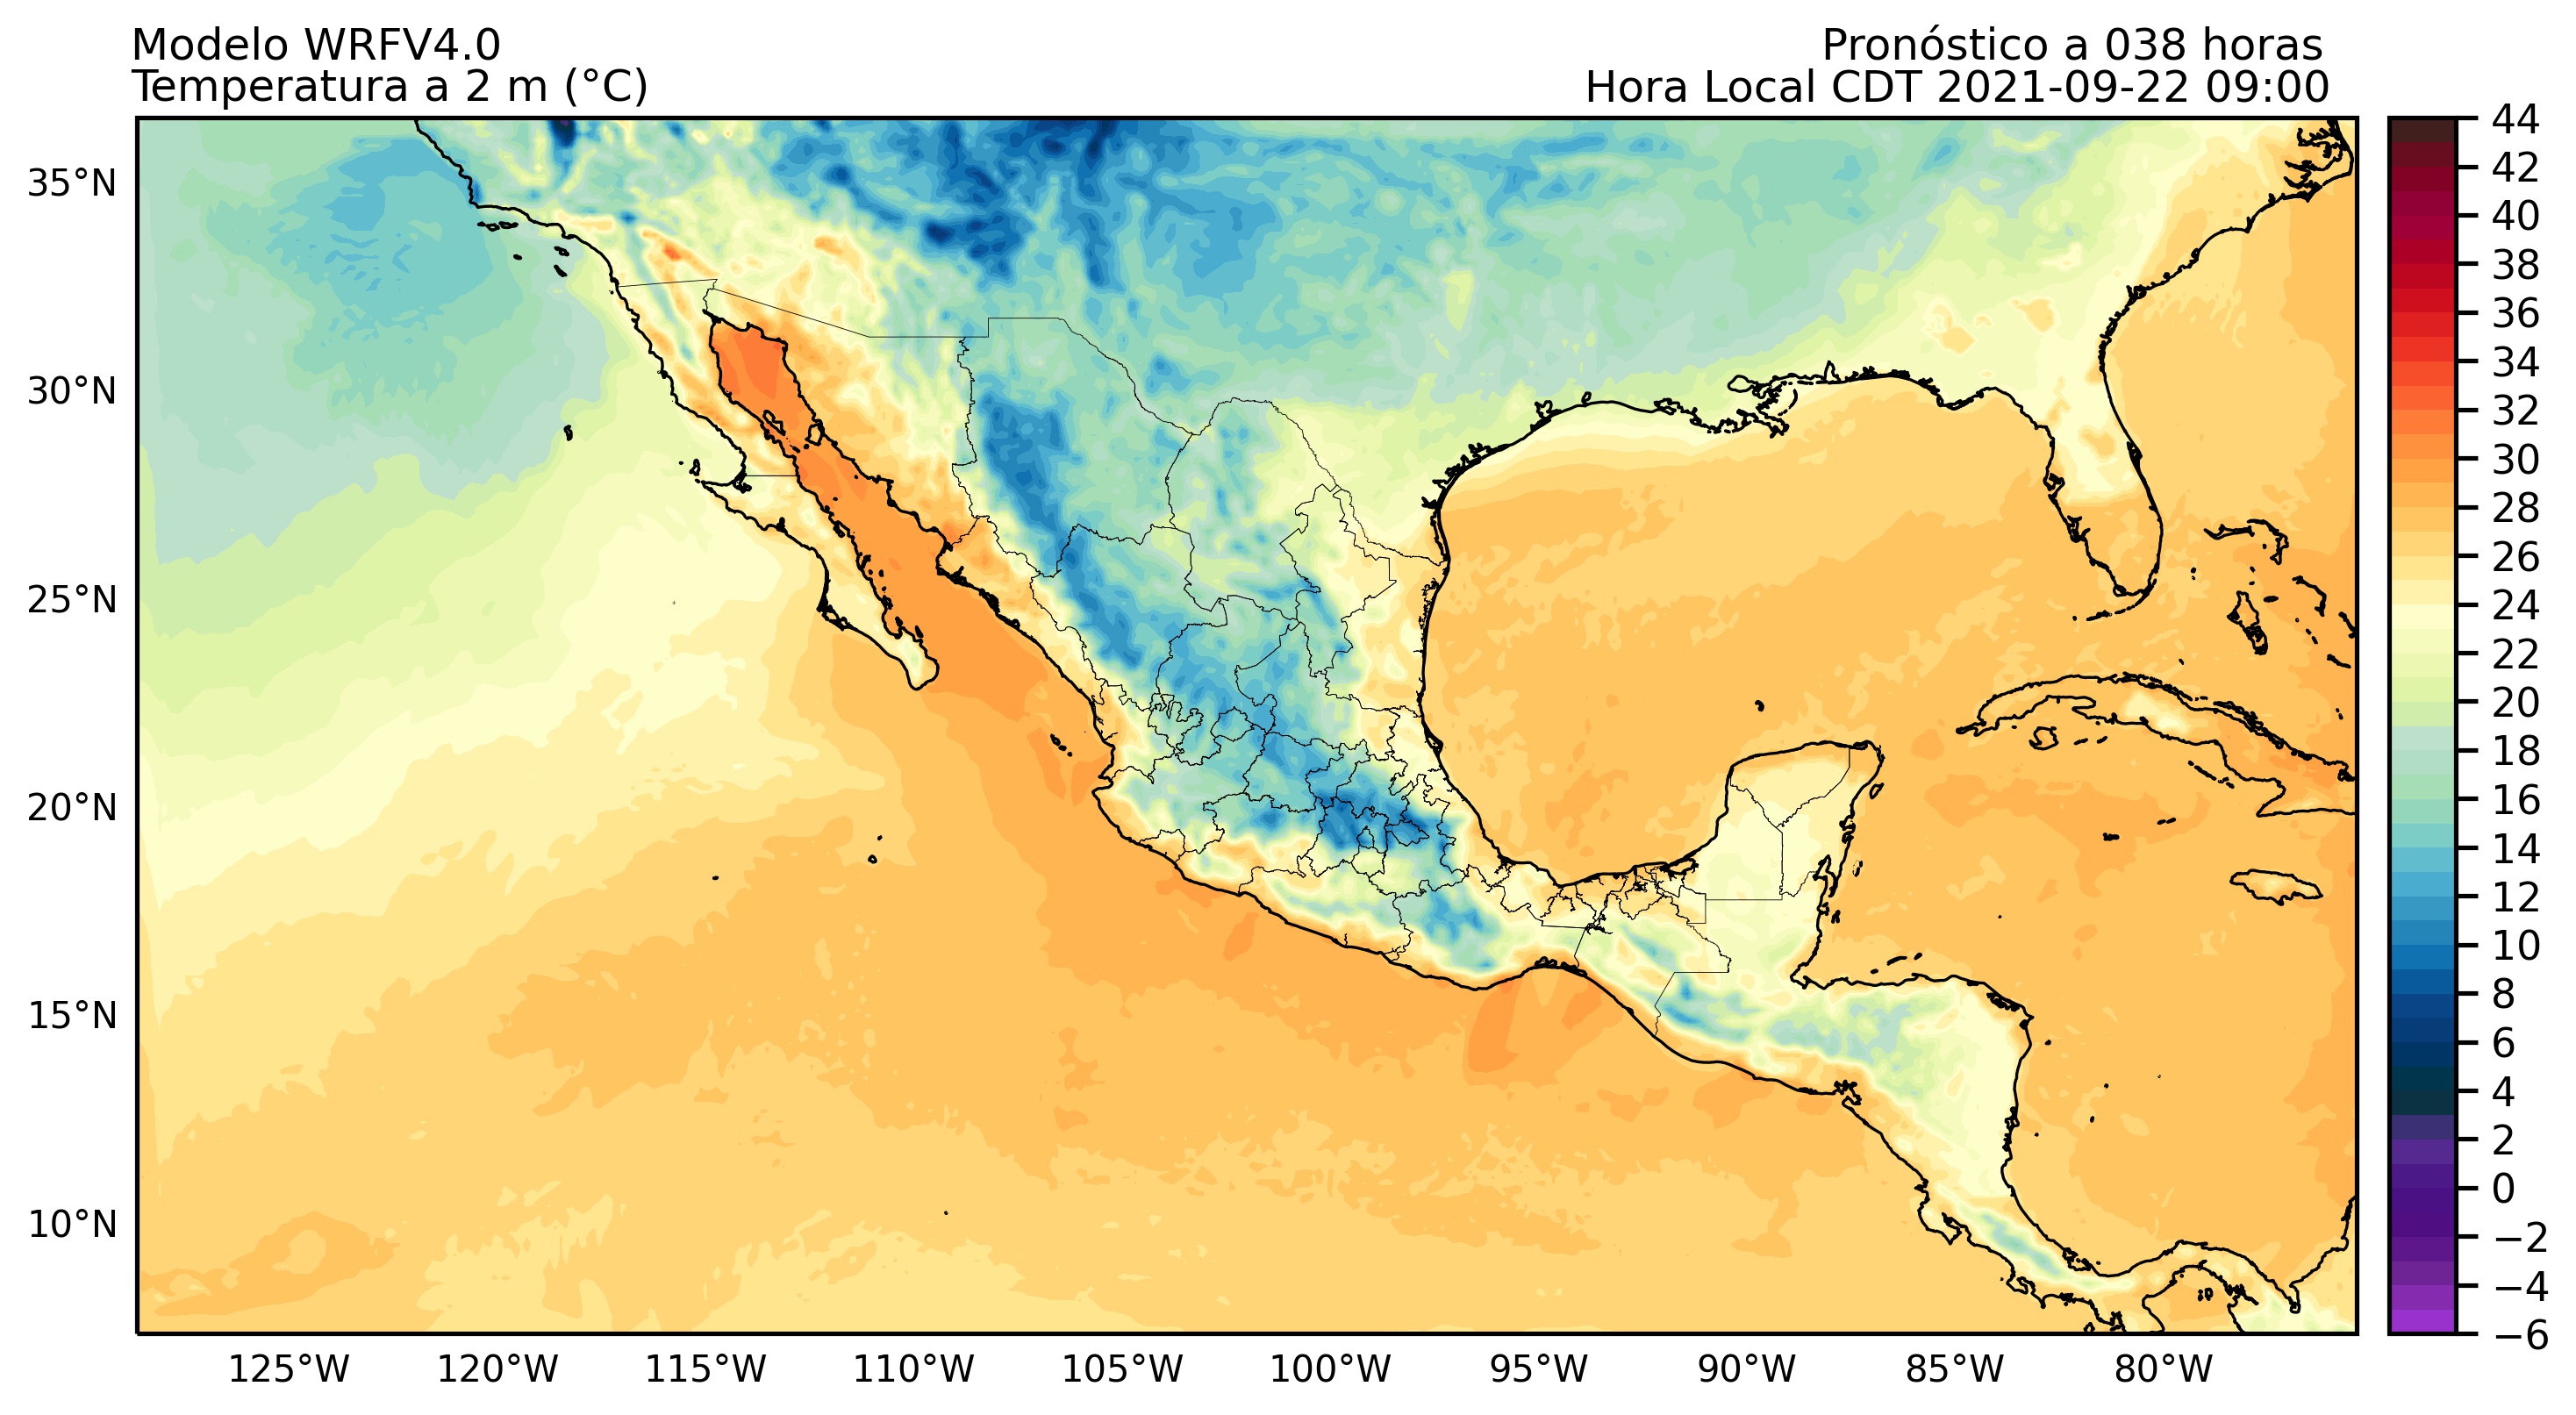 Modelo WRFV4.0
Temperatura a 2 m (°C)
Pronóstico a 038 horas
Hora Local CDT 2021-09-22 09:00
35°N
30°N
25°N
20°N
15°N
10°N
125°W
120°W
115°W
110°W
105°W
100°W
95°W
90°W
85°W
80°W
44
42
40
38
36
34
32
30
28
26
24
22
20
18
16
14
12
10
8
6
4
2
0
−2
−4
−6